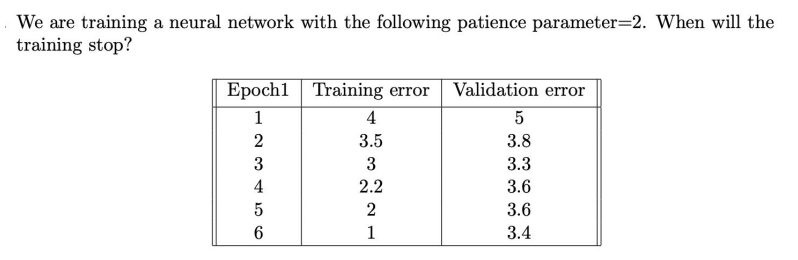 We are training a neural network with the following patience parameter=2. When will the
training stop?
Epoch1 Training error Validation error
1 4 5
2 3.5 3.8
3 3 3.3
4 2.2 3.6
5 2 3.6
6 1 3.4